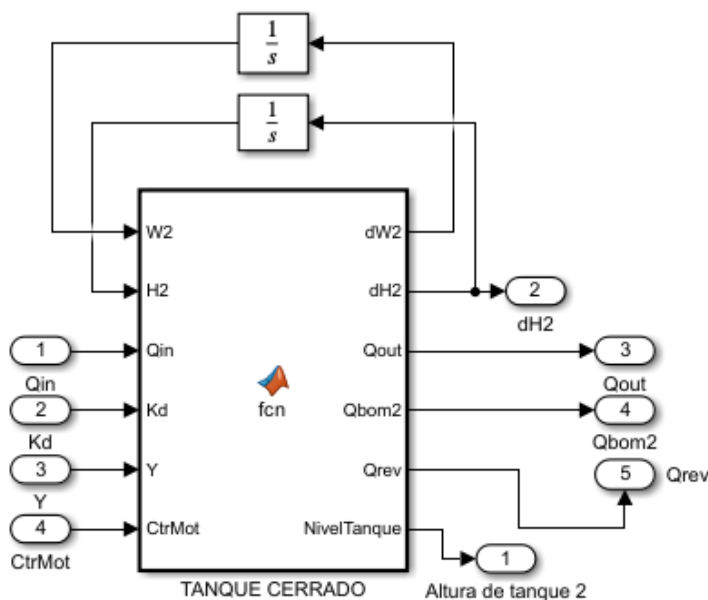 1
s
1
s
W2
dW2
H2
dH2
2
dH2
1
Qin
Qin
Qout
3
Qout
2
Kd
Kd
fcn
Qbom2
4
Qbom2
3
Y
Y
Qrev
5
Qrev
4
CtrMot
CtrMot
NivelTanque
1
Altura de tanque 2
TANQUE CERRADO